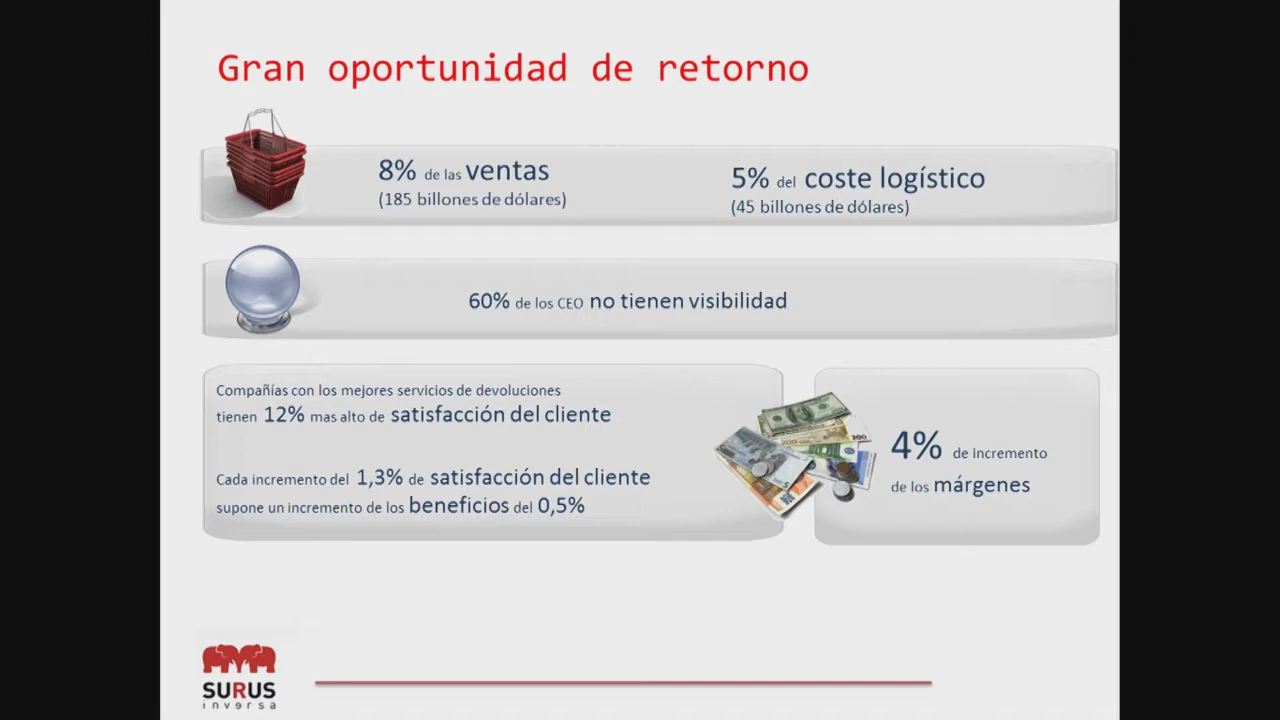 Gran oportunidad de retorno
8% de las ventas
(185 billones de dólares)
5% del coste logístico
(45 billones de dólares)
60% de los CEO no tienen visibilidad
Compañías con los mejores servicios de devoluciones
tienen 12% mas alto de satisfacción del cliente
Cada incremento del 1,3% de satisfacción del cliente
supone un incremento de los beneficios del 0,5%
200
200
5
4% de incremento
de los márgenes
SURUS
inversa